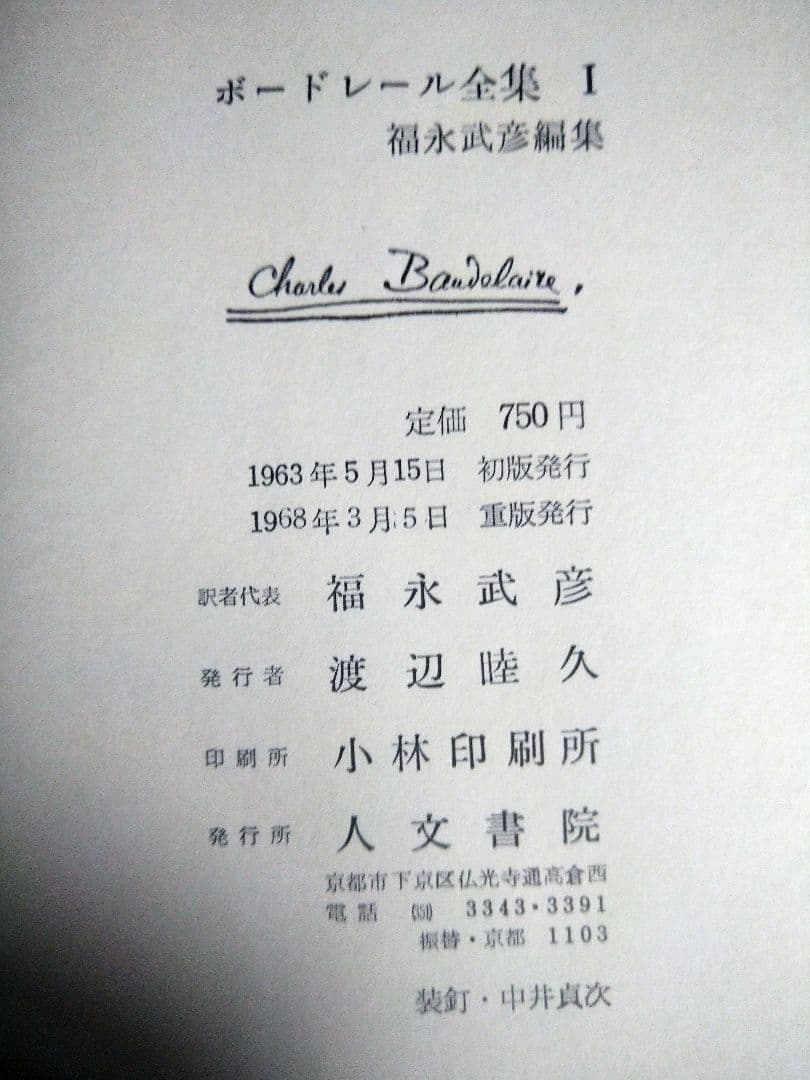 ボードレール全集 I
福永武彦編集
Charles Baudelaire.
定価 750円
1963年5月15日 初版発行
1968年3月5日 重版発行
訳者代表 福永武彦
発行者 渡辺睦久
印刷所 小林印刷所
発行所 人文書院
京都市下京区仏光寺通高倉西
電話 (351) 3343・3391
振替・京都 1103
装釘・中井貞次